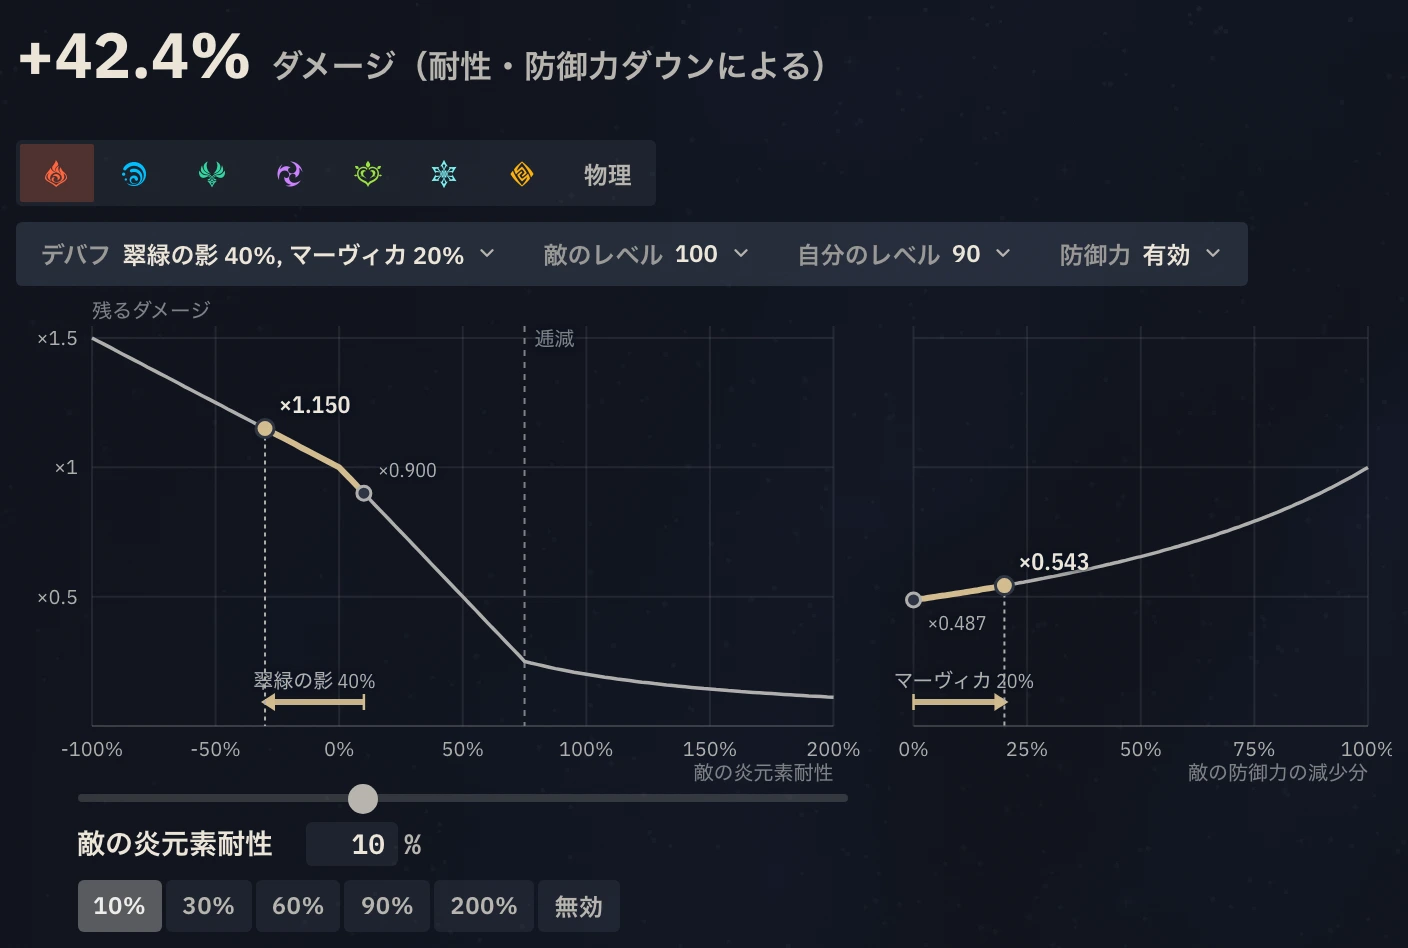 +42.4% ダメージ（耐性・防御力ダウンによる）
物理
デバフ 翠緑の影 40%, マーヴィカ 20% 敵のレベル 100 自分のレベル 90 防御力 有効
残るダメージ
×1.5
×1
×0.5
逓減
×1.150
×0.900
翠緑の影 40%
-100% -50% 0% 50% 100% 150% 200%
敵の炎元素耐性
×0.543
×0.487
マーヴィカ 20%
0% 25% 50% 75% 100%
敵の防御力の減少分
敵の炎元素耐性 10 %
10% 30% 60% 90% 200% 無効